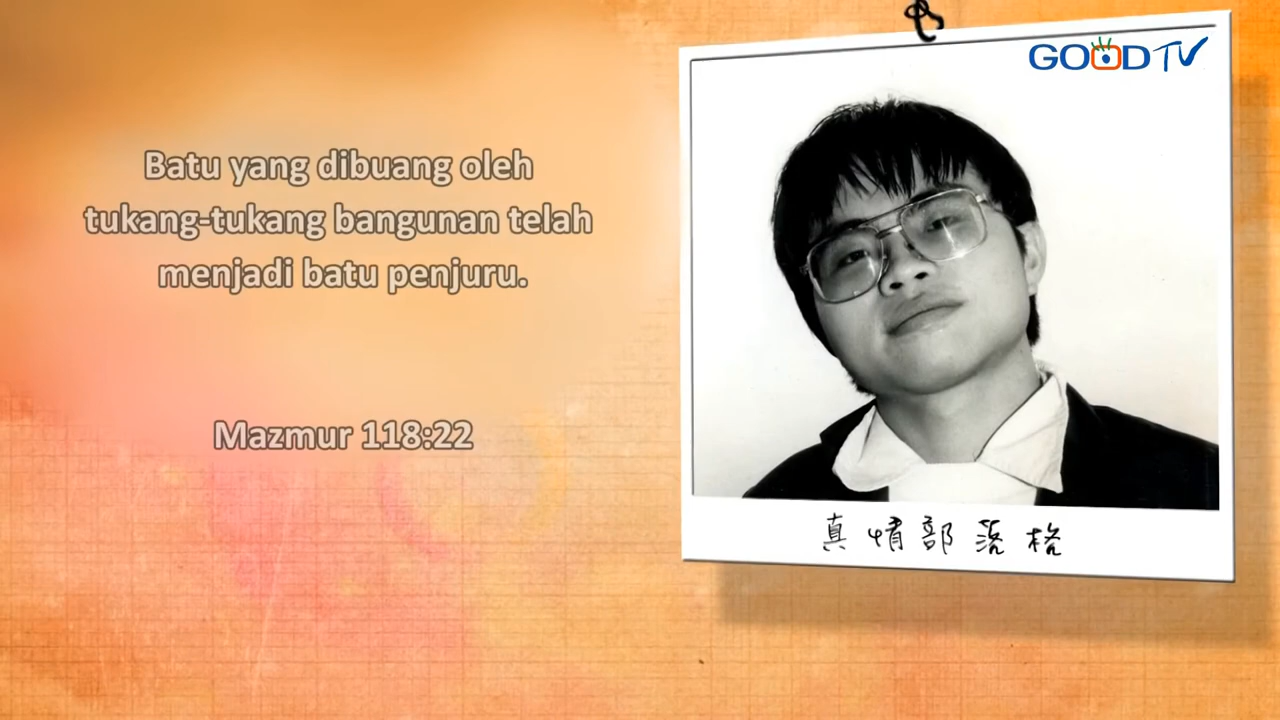 GOODTV
Batu yang dibuang oleh
tukang-tukang bangunan telah
menjadi batu penjuru.
Mazmur 118:22
真情部落格